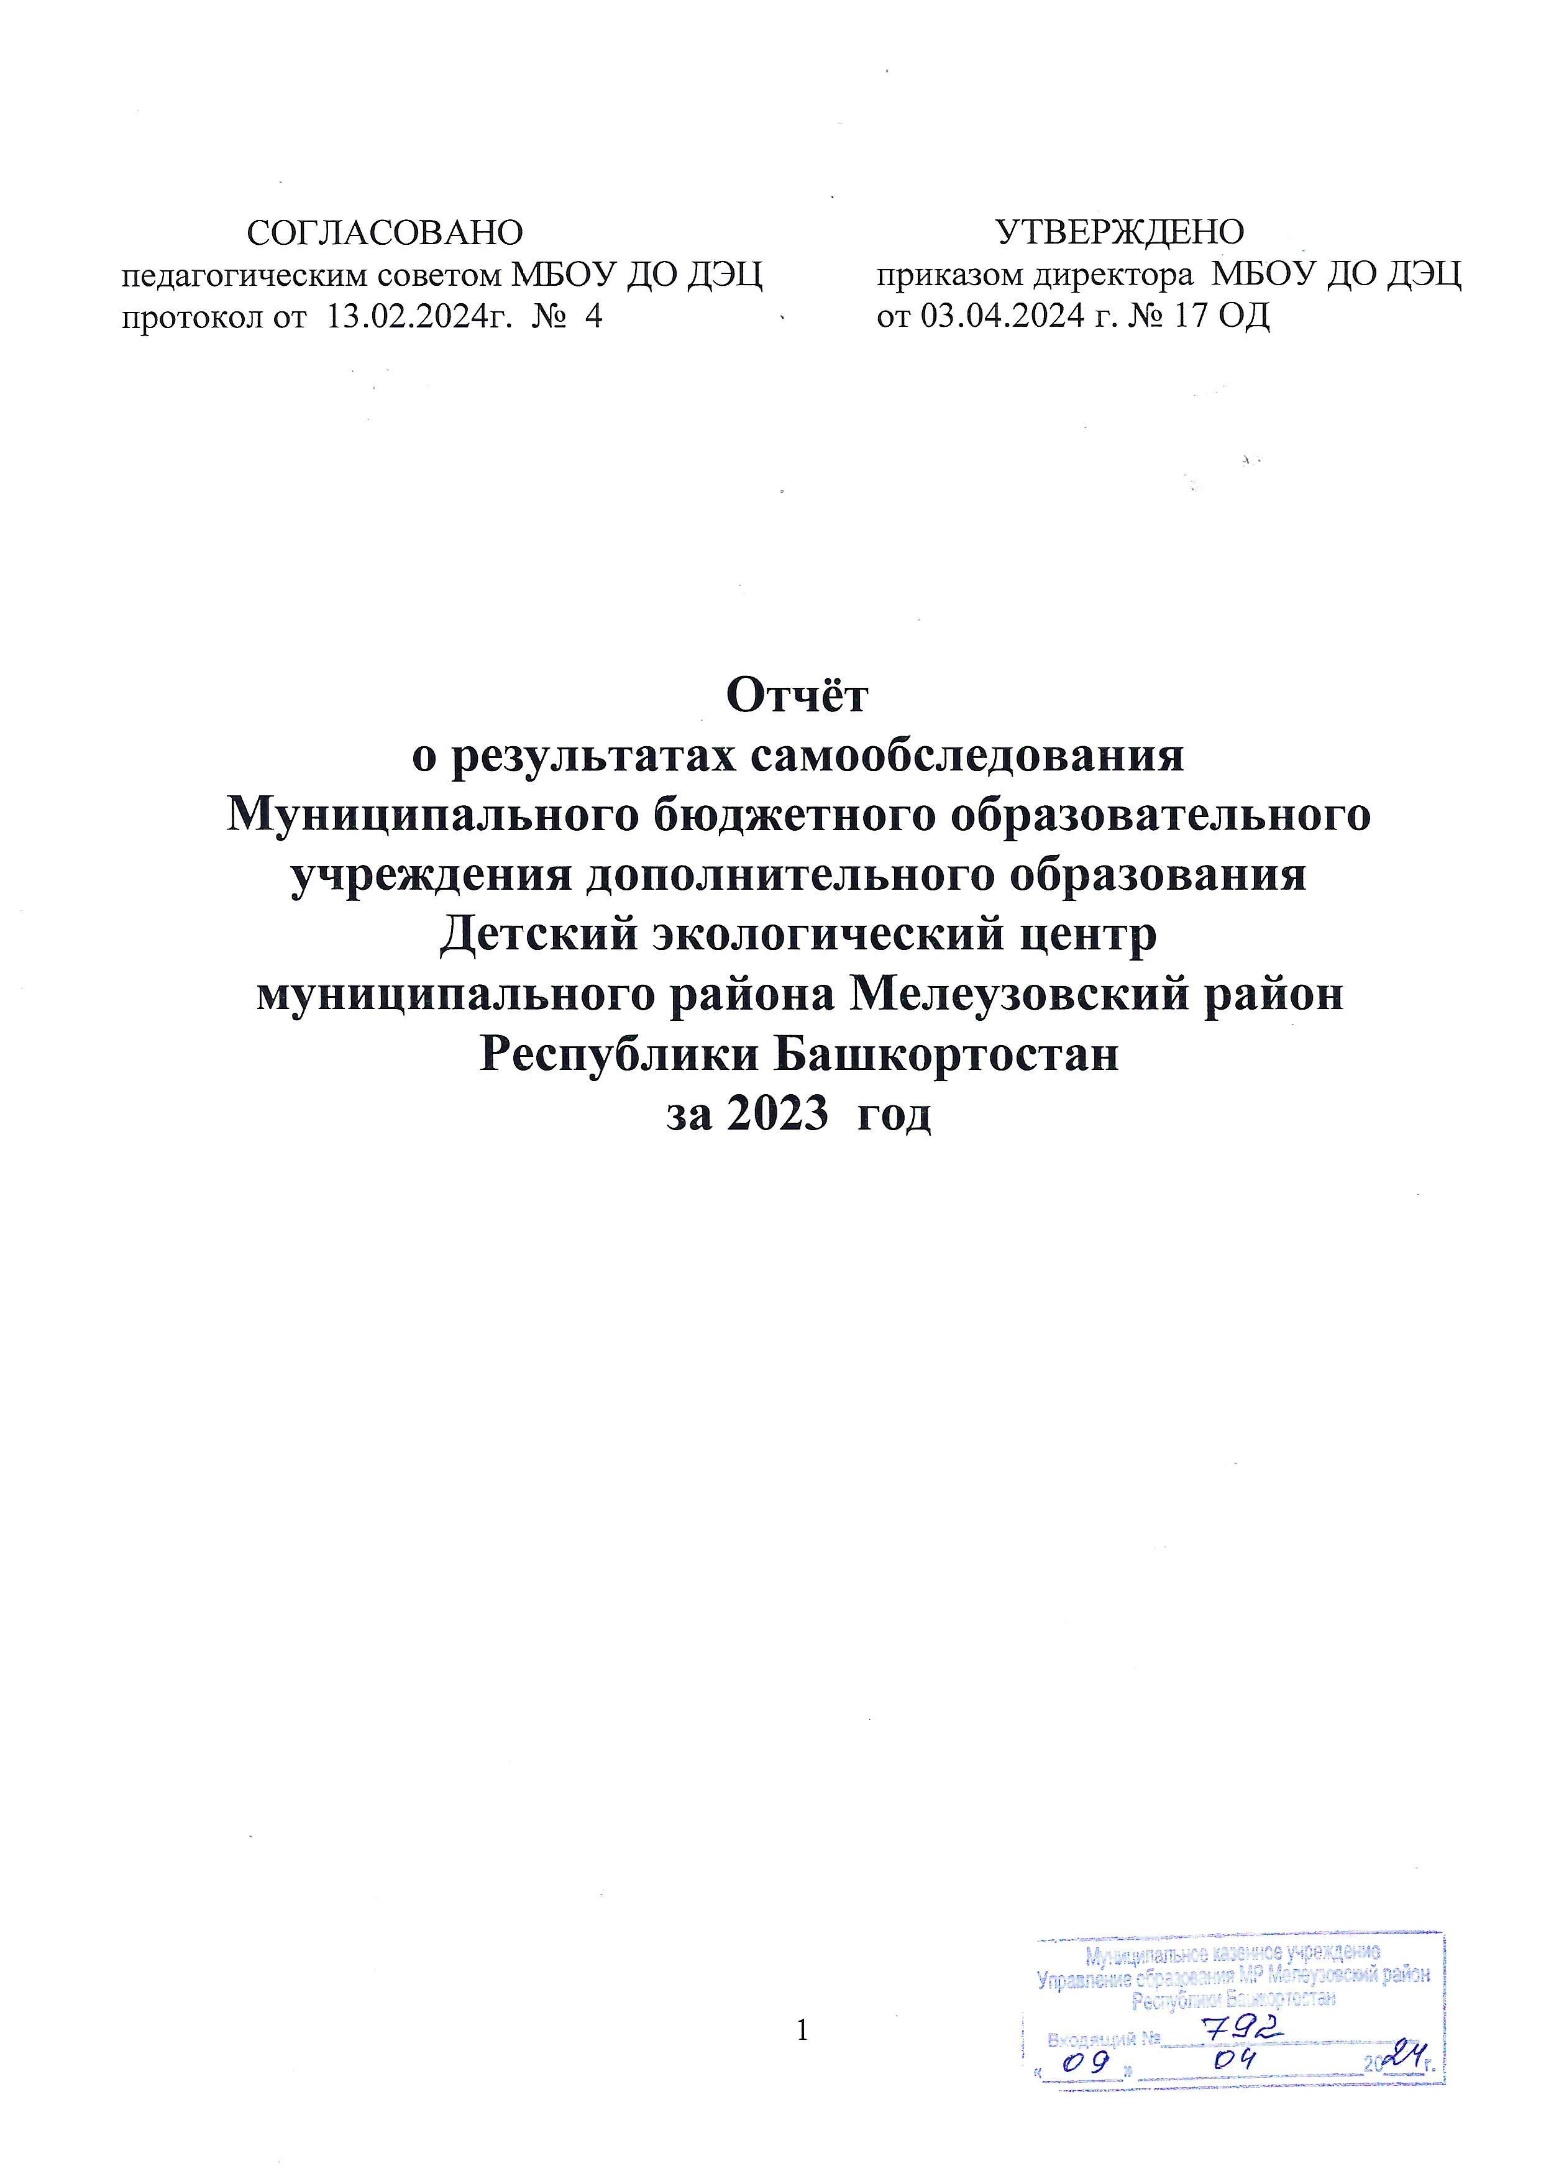 СОГЛАСОВАНО
педагогическим советом МБОУ ДО ДЭЦ
протокол от 13.02.2024г. № 4
УТВЕРЖДЕНО
приказом директора МБОУ ДО ДЭЦ
от 03.04.2024 г. № 17 ОД
Отчёт
о результатах самообследования
Муниципального бюджетного образовательного
учреждения дополнительного образования
Детский экологический центр
муниципального района Мелеузовский район
Республики Башкортостан
за 2023 год
1
Муниципальное казенное учреждение
Управление образования МР Мелеузовский район
Республики Башкортостан
Входящий № 792
« 09 » 04 2024 г.